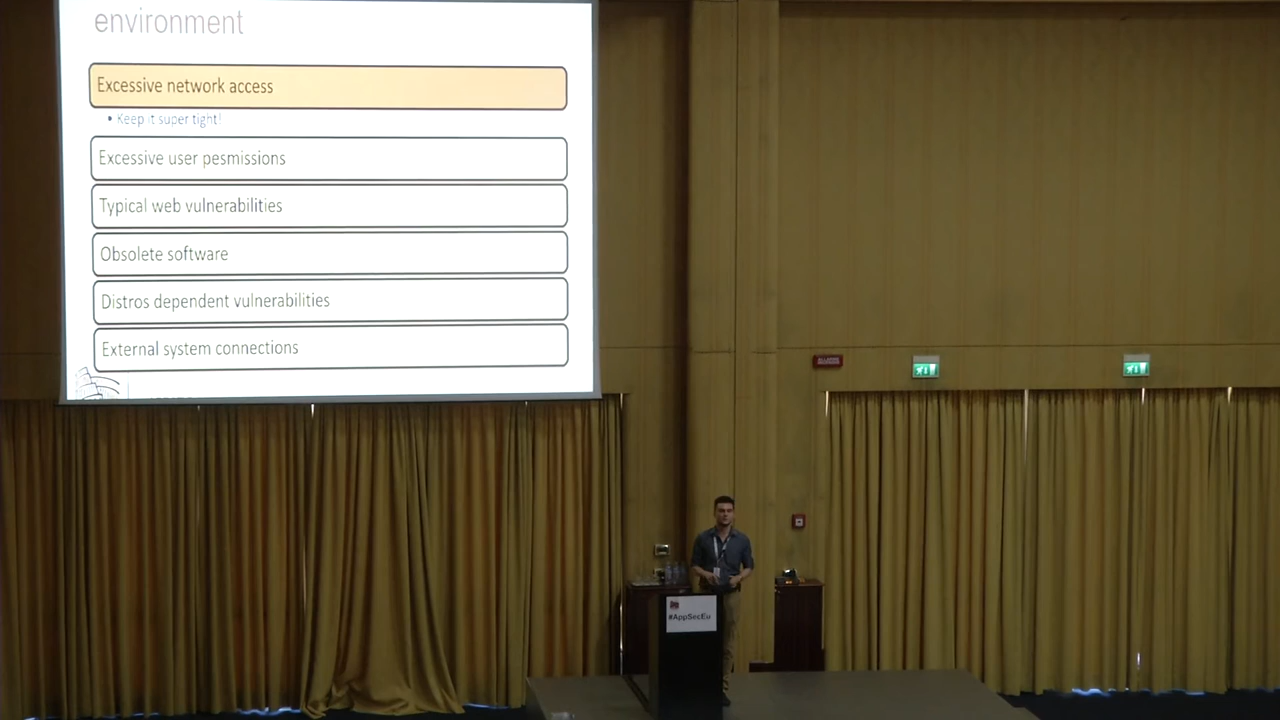 environment
Excessive network access
• Keep it super tight!
Excessive user pesmissions
Typical web vulnerabilities
Obsolete software
Distros dependent vulnerabilities
External system connections
#AppSecEu